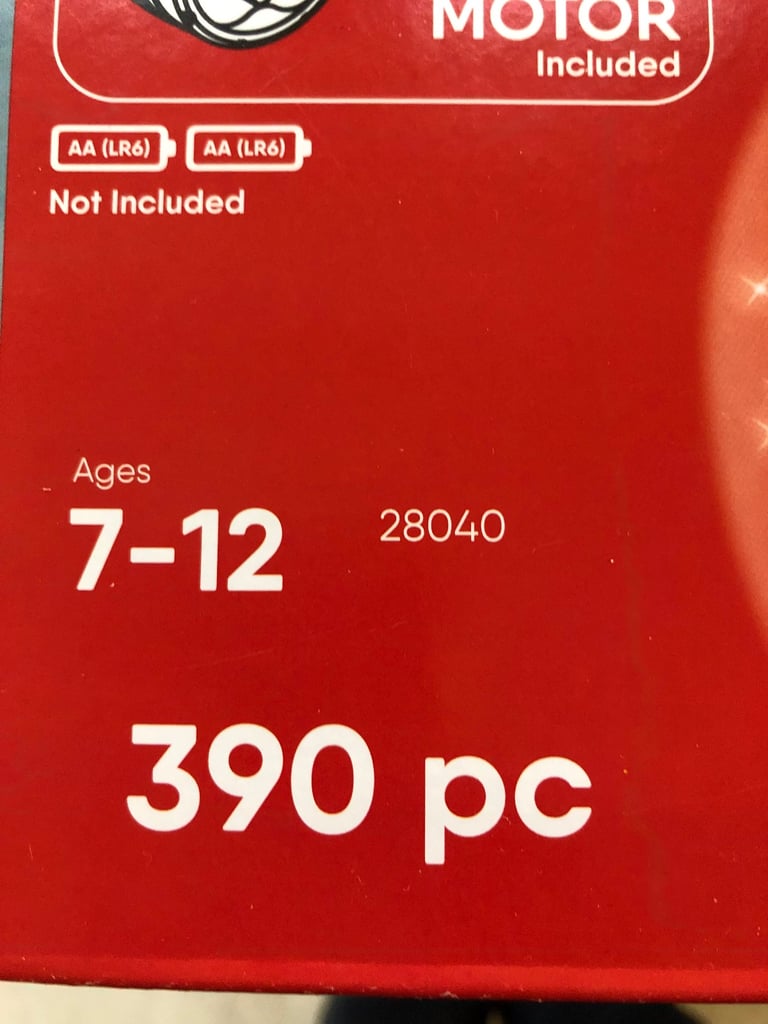 MOTOR
Included
AA (LR6) AA (LR6)
Not Included
Ages
7-12 28040
390 pc